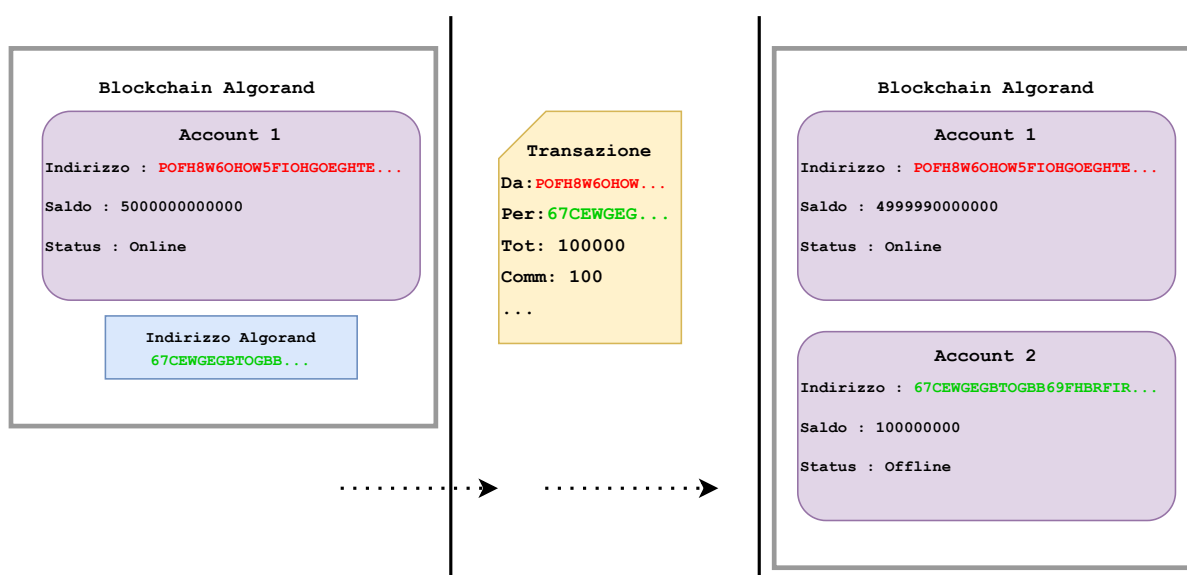 Blockchain Algorand
Account 1
Indirizzo : POFH8W6OHOW5FIOHGOEGHTE...
Saldo : 5000000000000
Status : Online
Indirizzo Algorand
67CEWGEGBTOGBB...
Transazione
Da:POFH8W6OHOW...
Per:67CEWGEG...
Tot: 100000
Comm: 100
...
Blockchain Algorand
Account 1
Indirizzo : POFH8W6OHOW5FIOHGOEGHTE...
Saldo : 4999990000000
Status : Online
Account 2
Indirizzo : 67CEWGEGBTOGBB69FHBRFIR...
Saldo : 100000000
Status : Offline